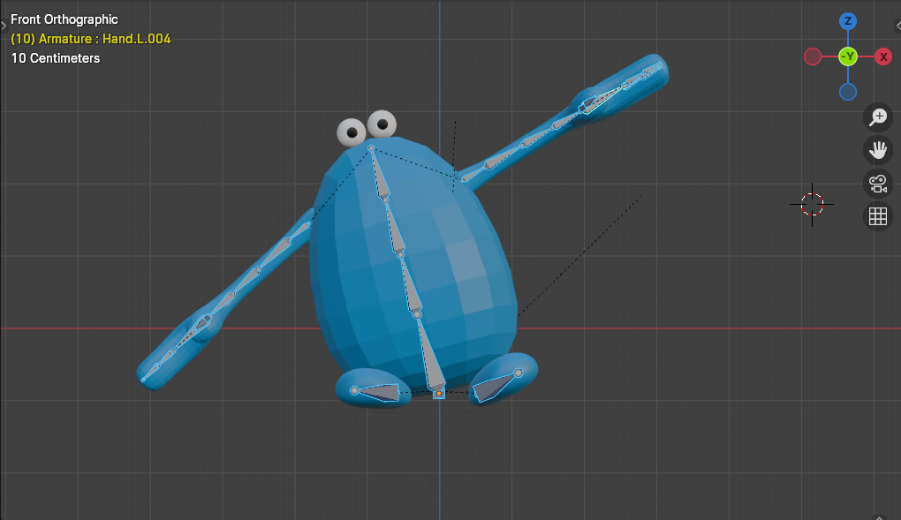 Front Orthographic
(10) Armature : Hand.L.004
10 Centimeters
Z
-Y
X